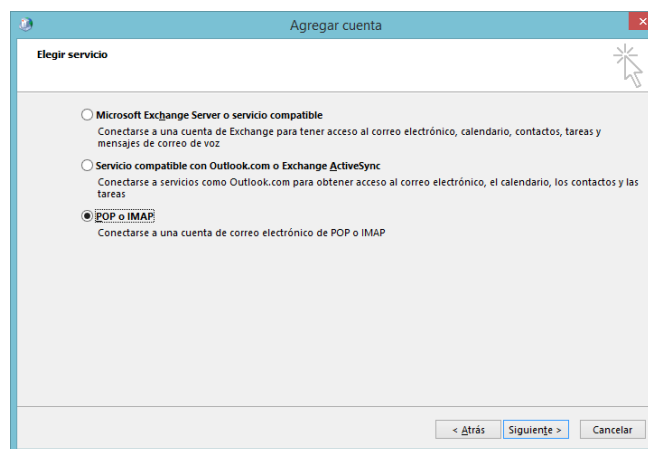 Agregar cuenta
Elegir servicio
Microsoft Exchange Server o servicio compatible
Conectarse a una cuenta de Exchange para tener acceso al correo electrónico, calendario, contactos, tareas y
mensajes de correo de voz
Servicio compatible con Outlook.com o Exchange ActiveSync
Conectarse a servicios como Outlook.com para obtener acceso al correo electrónico, el calendario, los contactos y las
tareas
POP o IMAP
Conectarse a una cuenta de correo electrónico de POP o IMAP
< Atrás Siguiente > Cancelar